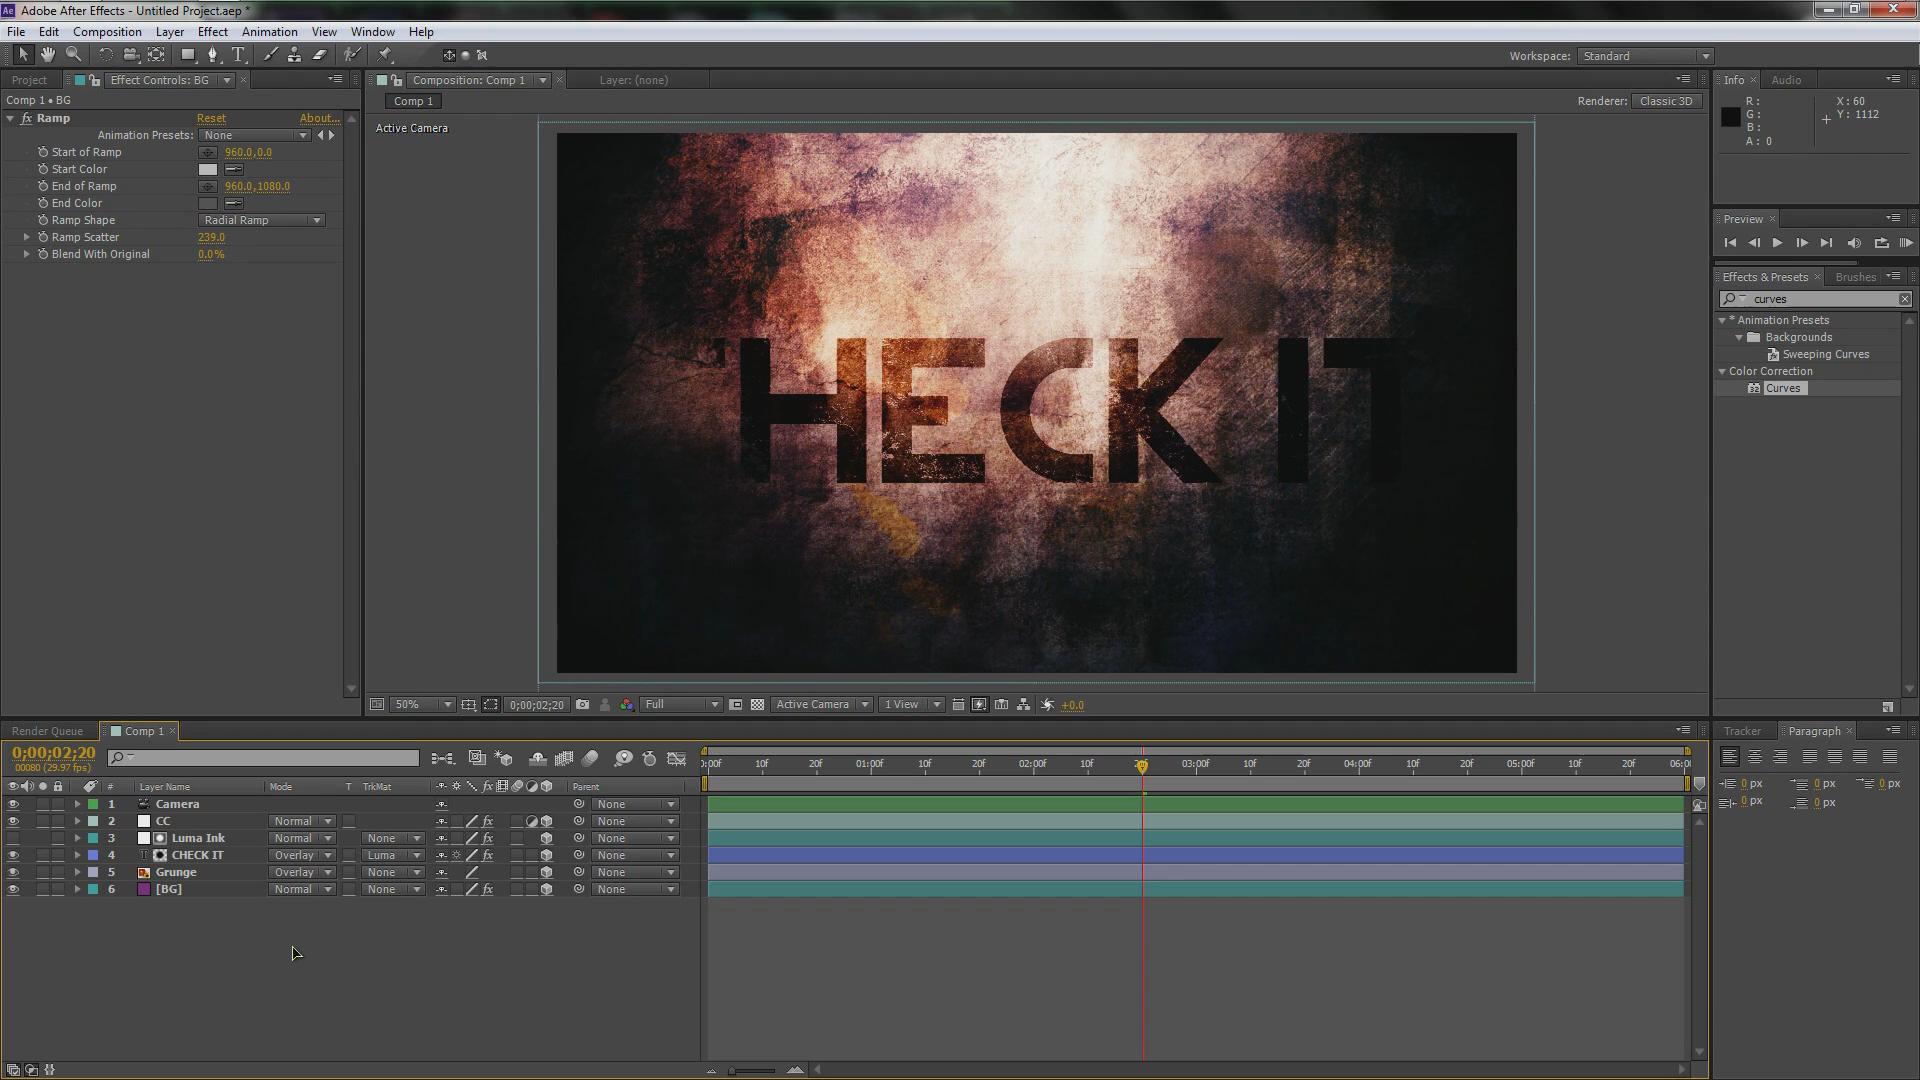 Ae Adobe After Effects - Untitled Project.aep *
File Edit Composition Layer Effect Animation View Window Help
Workspace: Standard
Project Effect Controls: BG
Comp 1 • BG
fx Ramp Reset About...
Animation Presets: None
Start of Ramp 960.0,0.0
Start Color
End of Ramp 960.0,1080.0
End Color
Ramp Shape Radial Ramp
Ramp Scatter 239.0
Blend With Original 0.0%
Composition: Comp 1 Layer: (none)
Comp 1 Renderer: Classic 3D
Active Camera
HECK IT
50% 0;00;02;20 Full Active Camera 1 View +0.0
Info Audio
R : X : 60
G : Y : 1112
B :
A : 0
Preview
Effects & Presets Brushes
curves
* Animation Presets
Backgrounds
Sweeping Curves
Color Correction
Curves
Tracker Paragraph
0 px 0 px 0 px
0 px 0 px
Render Queue Comp 1
0;00;02;20
00080 (29.97 fps)
0:00f 10f 20f 01:00f 10f 20f 02:00f 10f 20f 03:00f 10f 20f 04:00f 10f 20f 05:00f 10f 20f 06:0
# Layer Name Mode T TrkMat fx Parent
1 Camera None
2 CC Normal fx None
3 Luma Ink Normal None None
4 T CHECK IT Overlay Luma fx None
5 Grunge Overlay None None
6 [BG] Normal None fx None